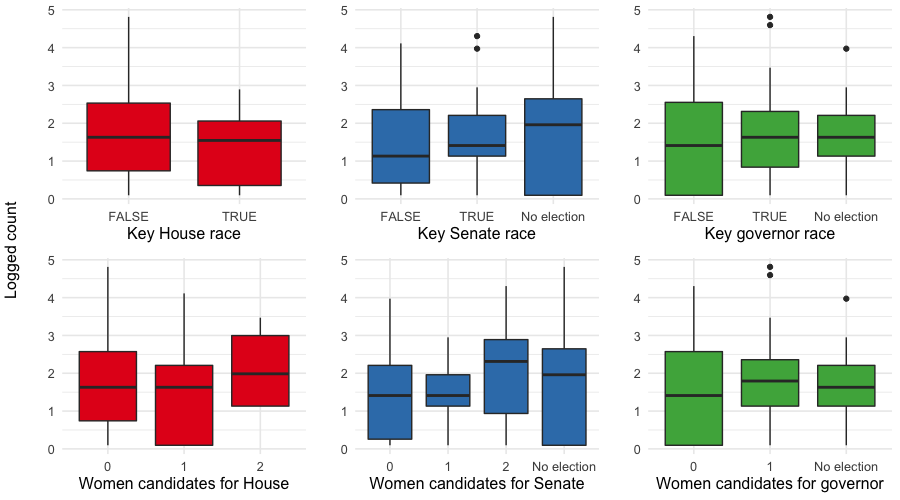 5
4
3
2
1
0
FALSE TRUE
Key House race
5
4
3
2
1
0
FALSE TRUE No election
Key Senate race
5
4
3
2
1
0
FALSE TRUE No election
Key governor race
Logged count
5
4
3
2
1
0
0 1 2
Women candidates for House
5
4
3
2
1
0
0 1 2 No election
Women candidates for Senate
5
4
3
2
1
0
0 1 No election
Women candidates for governor